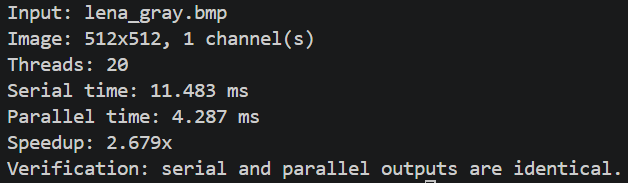 Input: lena_gray.bmp
Image: 512x512, 1 channel(s)
Threads: 20
Serial time: 11.483 ms
Parallel time: 4.287 ms
Speedup: 2.679x
Verification: serial and parallel outputs are identical.